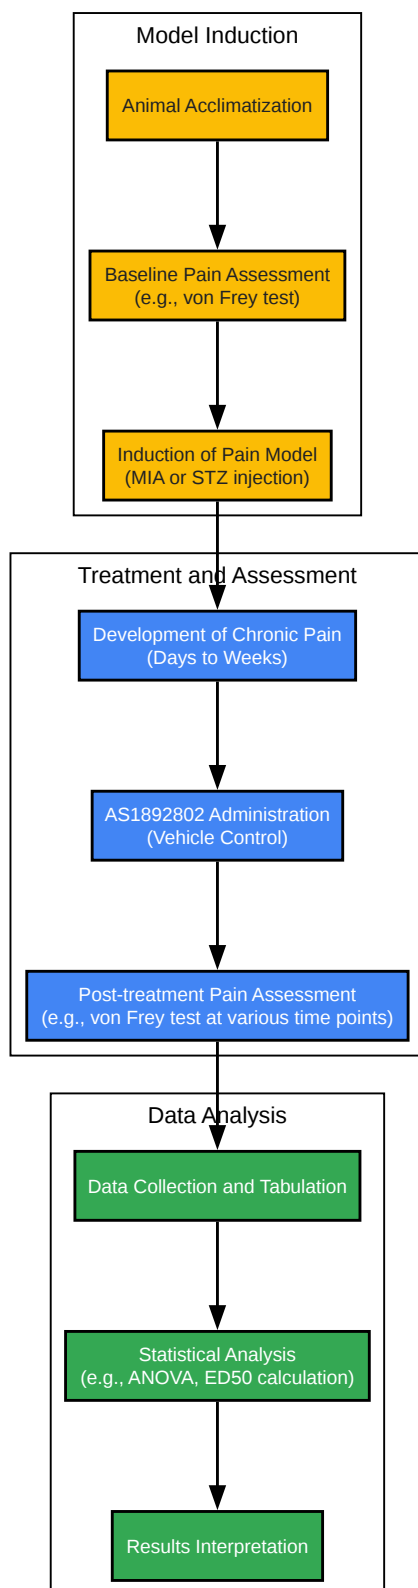 Model Induction
Animal Acclimatization
Baseline Pain Assessment
(e.g., von Frey test)
Induction of Pain Model
(MIA or STZ injection)
Treatment and Assessment
Development of Chronic Pain
(Days to Weeks)
AS1892802 Administration
(Vehicle Control)
Post-treatment Pain Assessment
(e.g., von Frey test at various time points)
Data Analysis
Data Collection and Tabulation
Statistical Analysis
(e.g., ANOVA, ED50 calculation)
Results Interpretation